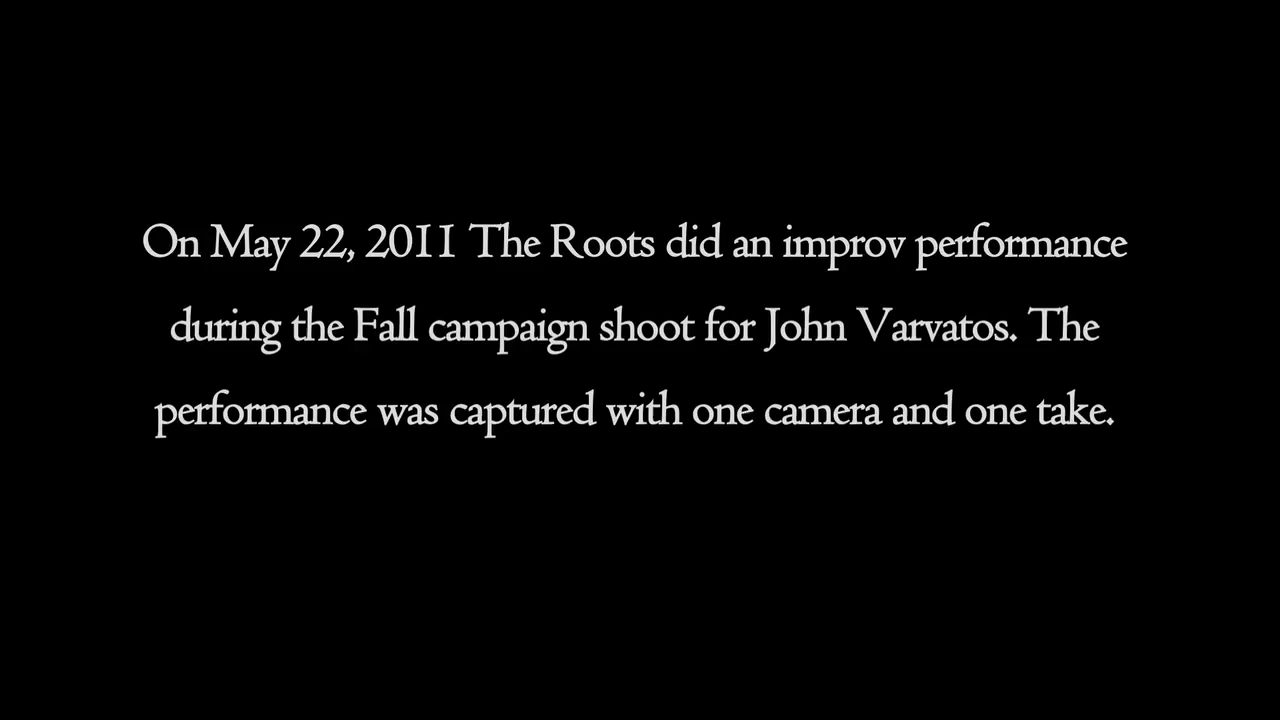 On May 22, 2011 The Roots did an improv performance
during the Fall campaign shoot for John Varvatos. The
performance was captured with one camera and one take.